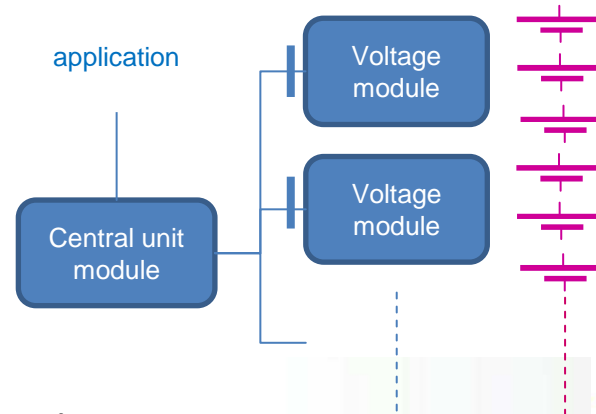 application
Voltage
module
Voltage
module
Central unit
module